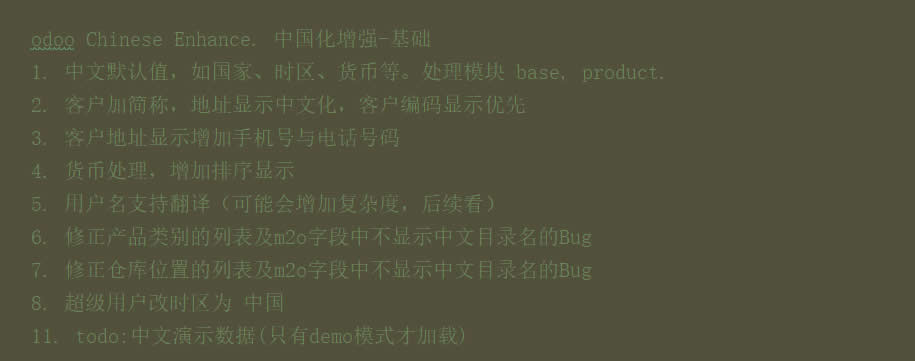 odoo Chinese Enhance. 中国化增强-基础
1. 中文默认值，如国家、时区、货币等。处理模块 base, product.
2. 客户加简称，地址显示中文化，客户编码显示优先
3. 客户地址显示增加手机号与电话号码
4. 货币处理，增加排序显示
5. 用户名支持翻译（可能会增加复杂度，后续看）
6. 修正产品类别的列表及m2o字段中不显示中文目录名的Bug
7. 修正仓库位置的列表及m2o字段中不显示中文目录名的Bug
8. 超级用户改时区为 中国
11. todo:中文演示数据(只有demo模式才加载)